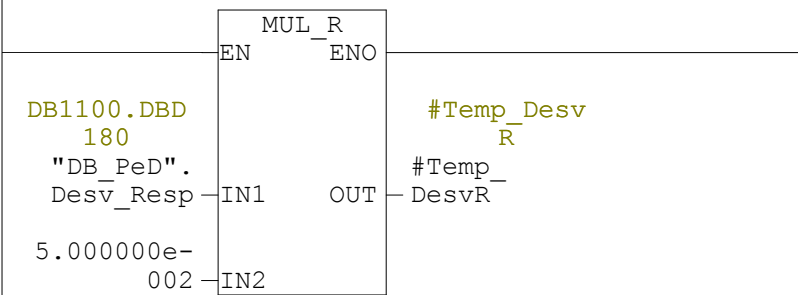 MUL_R
EN ENO
DB1100.DBD
180
"DB_PeD".
Desv_Resp IN1
#Temp_Desv
R
#Temp_
OUT DesvR
5.000000e-
002 IN2